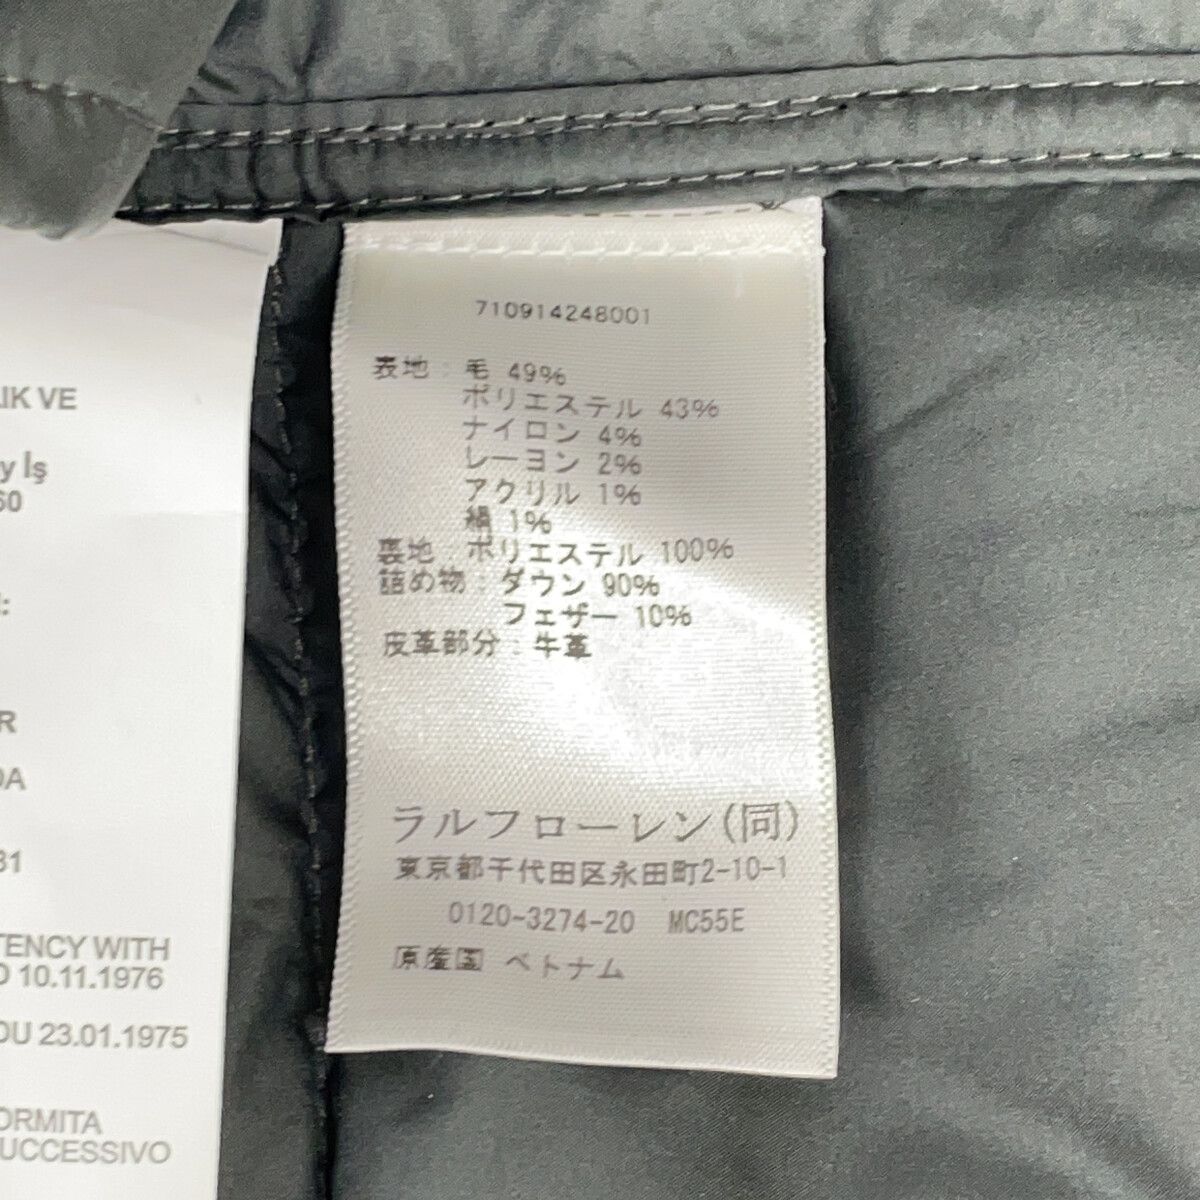 LIK VE
y İş
60
:
R
DA
31
TENCY WITH
D 10.11.1976
DU 23.01.1975
ORMITA
UCCESSIVO
710914248001
表地 : 毛 49%
ポリエステル 43%
ナイロン 4%
レーヨン 2%
アクリル 1%
絹 1%
裏地 : ポリエステル 100%
詰め物 : ダウン 90%
フェザー 10%
皮革部分 : 牛革
ラルフローレン(同)
東京都千代田区永田町2-10-1
0120-3274-20 MC55E
原産国 ベトナム